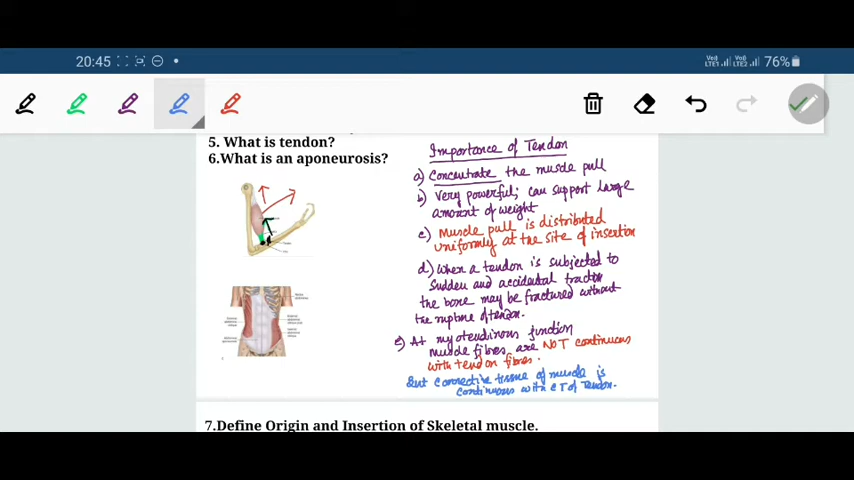 20:45
VoD LTE1 VoD LTE2 76%
5. What is tendon?
6.What is an aponeurosis?
Importance of Tendon
a) Concentrate the muscle pull
b) Very powerful; can support large
amount of weight
c) Muscle pull is distributed
uniformly at the site of insertion
d) When a tendon is subjected to
sudden and accidental traction
the bone may be fractured without
the rupture of tendon.
e) At myotendinous junction
muscle fibres are NOT continuous
with tendon fibres.
But connective tissue of muscle is
continuous with CT of Tendon.
7.Define Origin and Insertion of Skeletal muscle.